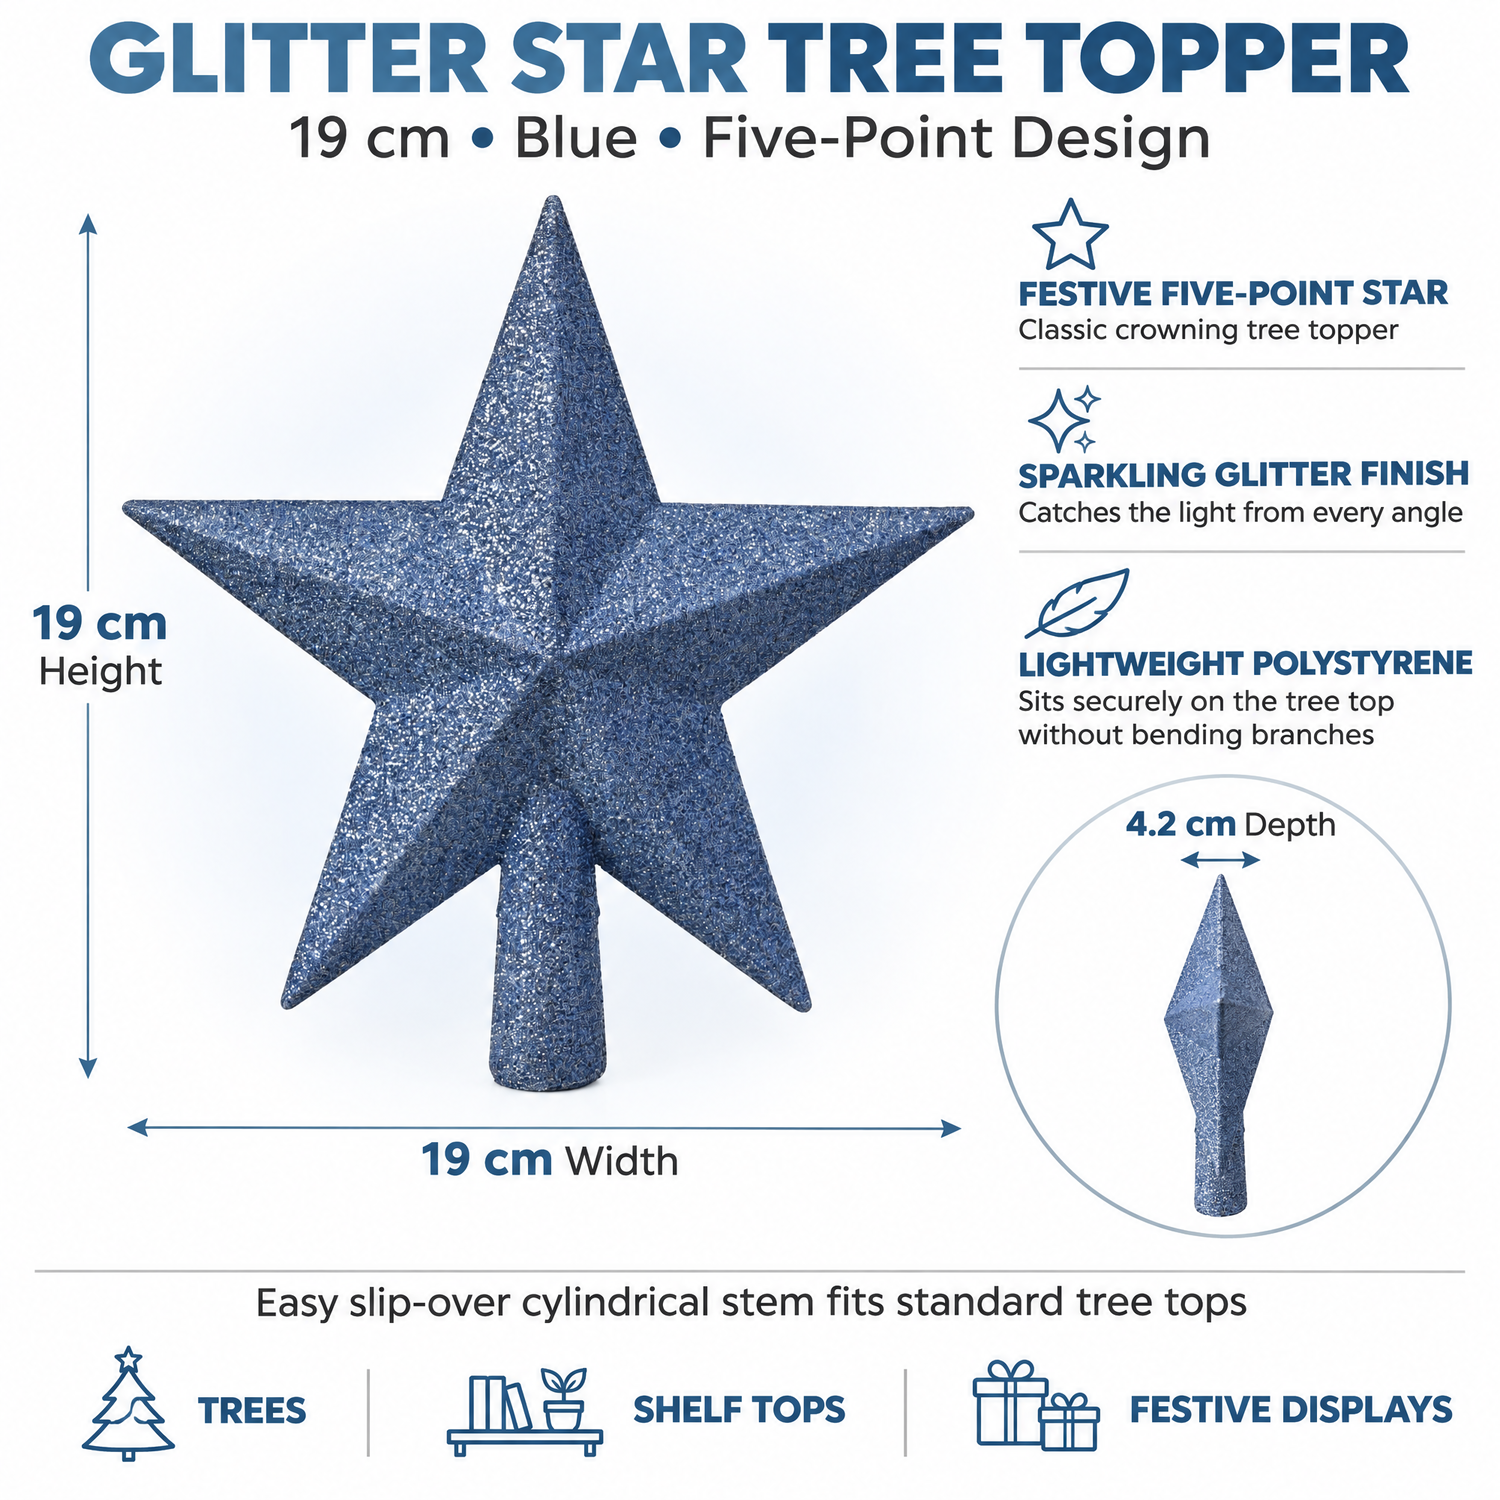 GLITTER STAR TREE TOPPER
19 cm • Blue • Five-Point Design
FESTIVE FIVE-POINT STAR
Classic crowning tree topper
SPARKLING GLITTER FINISH
Catches the light from every angle
LIGHTWEIGHT POLYSTYRENE
Sits securely on the tree top
without bending branches
19 cm
Height
4.2 cm Depth
19 cm Width
Easy slip-over cylindrical stem fits standard tree tops
TREES
SHELF TOPS
FESTIVE DISPLAYS